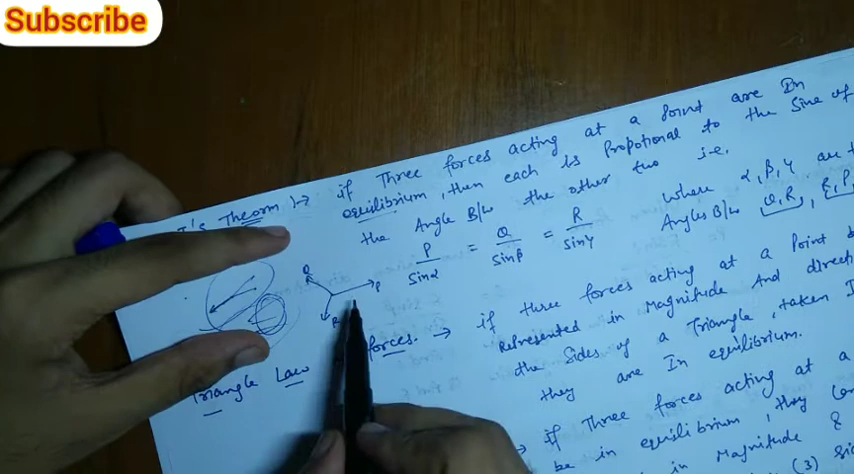 Subscribe
's Theorm :→ if Three forces acting at a point are In
equilibrium, then each is Propotional to the Sine of
the Angle B/w the other two i.e.
P/sinα = Q/sinβ = R/sinγ where α, β, γ are
Angles B/w Q,R,
Q
P
R
Triangle Law forces. → if three forces acting at a Point
Represented in Magnitude And
the Sides of a Triangle, taken
they are In equilibrium.
→ if Three forces acting at a
be in equilibrium, they
in Magnitude &
(3)